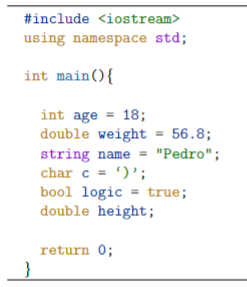 #include <iostream>
using namespace std;
int main(){
int age = 18;
double weight = 56.8;
string name = "Pedro";
char c = ‘)’;
bool logic = true;
double height;
return 0;
}